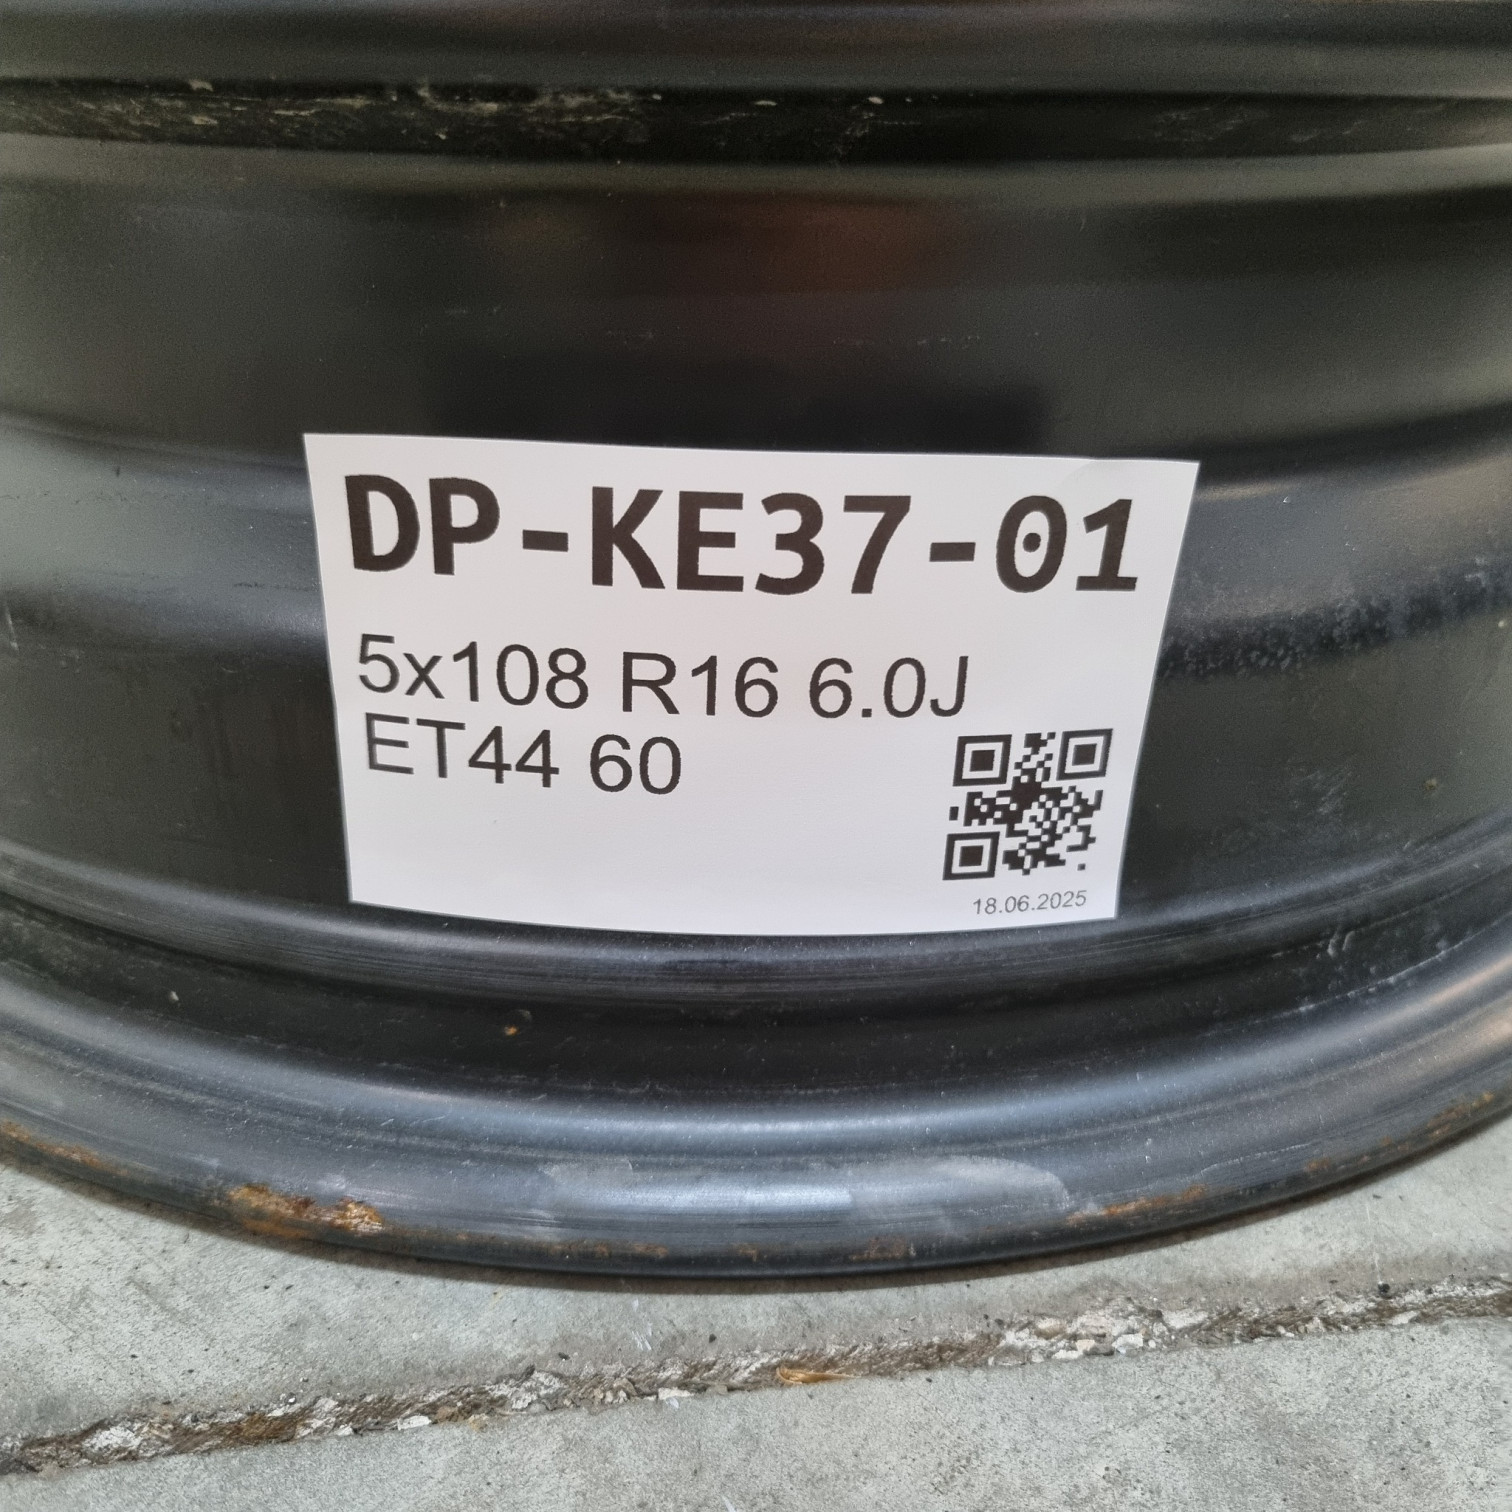 DP-KE37-01
5x108 R16 6.0J
ET44 60
18.06.2025